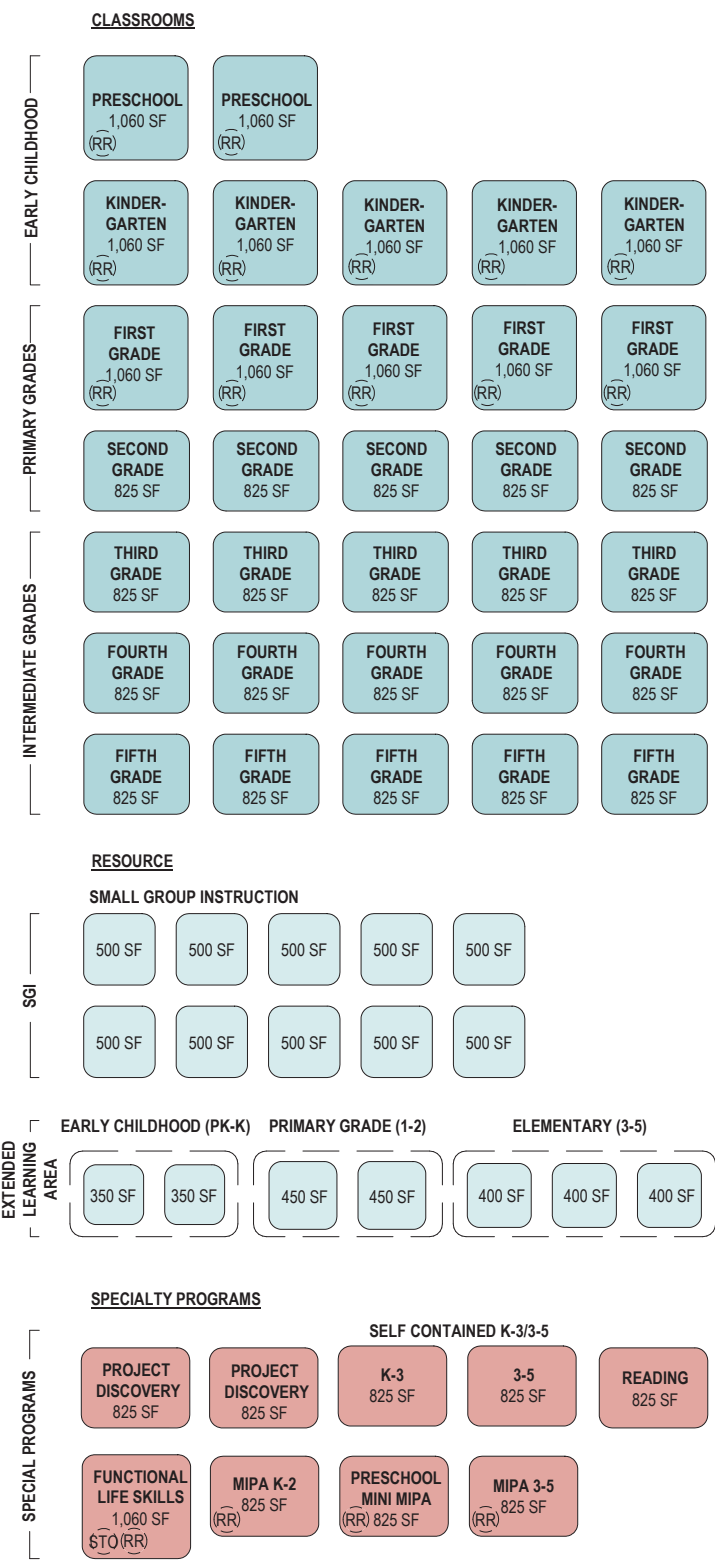 CLASSROOMS
EARLY CHILDHOOD
PRESCHOOL PRESCHOOL
1,060 SF 1,060 SF
(RR) (RR)
KINDER- KINDER- KINDER- KINDER- KINDER-
GARTEN GARTEN GARTEN GARTEN GARTEN
1,060 SF 1,060 SF 1,060 SF 1,060 SF 1,060 SF
(RR) (RR) (RR) (RR) (RR)
PRIMARY GRADES
FIRST FIRST FIRST FIRST FIRST
GRADE GRADE GRADE GRADE GRADE
1,060 SF 1,060 SF 1,060 SF 1,060 SF 1,060 SF
(RR) (RR) (RR) (RR) (RR)
SECOND SECOND SECOND SECOND SECOND
GRADE GRADE GRADE GRADE GRADE
825 SF 825 SF 825 SF 825 SF 825 SF
INTERMEDIATE GRADES
THIRD THIRD THIRD THIRD THIRD
GRADE GRADE GRADE GRADE GRADE
825 SF 825 SF 825 SF 825 SF 825 SF
FOURTH FOURTH FOURTH FOURTH FOURTH
GRADE GRADE GRADE GRADE GRADE
825 SF 825 SF 825 SF 825 SF 825 SF
FIFTH FIFTH FIFTH FIFTH FIFTH
GRADE GRADE GRADE GRADE GRADE
825 SF 825 SF 825 SF 825 SF 825 SF
RESOURCE
SMALL GROUP INSTRUCTION
SGI
500 SF 500 SF 500 SF 500 SF 500 SF
500 SF 500 SF 500 SF 500 SF 500 SF
EXTENDED
LEARNING
AREA
EARLY CHILDHOOD (PK-K) PRIMARY GRADE (1-2) ELEMENTARY (3-5)
350 SF 350 SF 450 SF 450 SF 400 SF 400 SF 400 SF
SPECIALTY PROGRAMS
SPECIAL PROGRAMS
SELF CONTAINED K-3/3-5
PROJECT
DISCOVERY
825 SF
PROJECT
DISCOVERY
825 SF
K-3
825 SF
3-5
825 SF
READING
825 SF
FUNCTIONAL
LIFE SKILLS
1,060 SF
STO (RR)
MIPA K-2
825 SF
(RR)
PRESCHOOL
MINI MIPA
(RR) 825 SF
MIPA 3-5
825 SF
(RR)